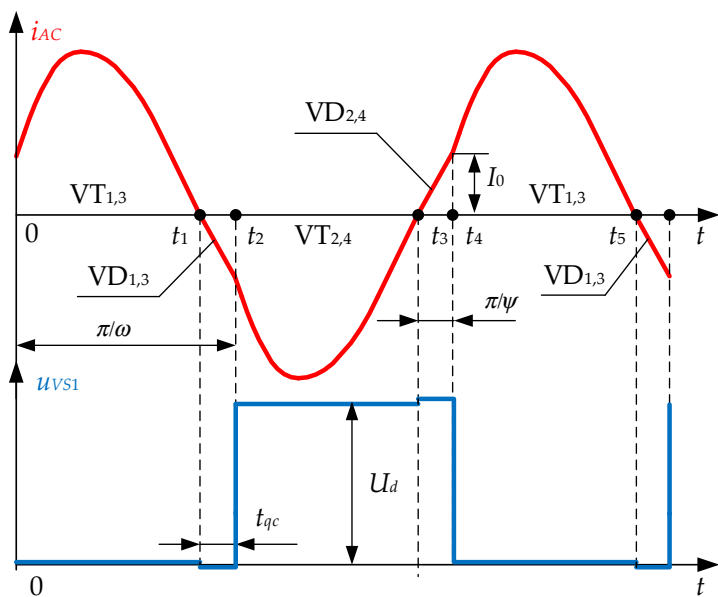 iAC
VD2,4
VT1,3
I0
VT1,3
0
t1
t2
VT2,4
t3
t4
t5
t
VD1,3
VD1,3
π/ω
π/ψ
uVS1
Ud
tqc
0
t